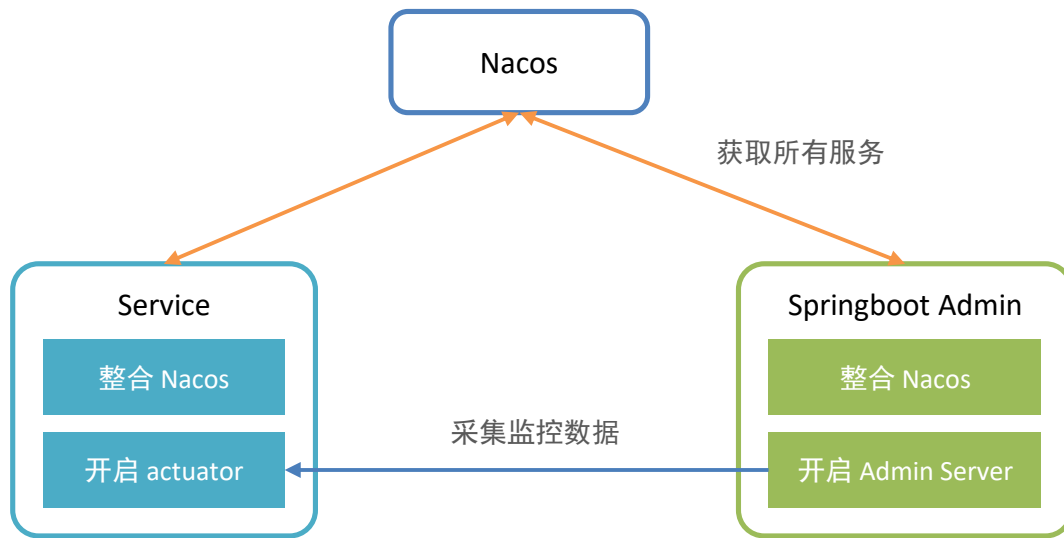 Nacos
获取所有服务
Service
Springboot Admin
整合 Nacos
整合 Nacos
采集监控数据
开启 actuator
开启 Admin Server